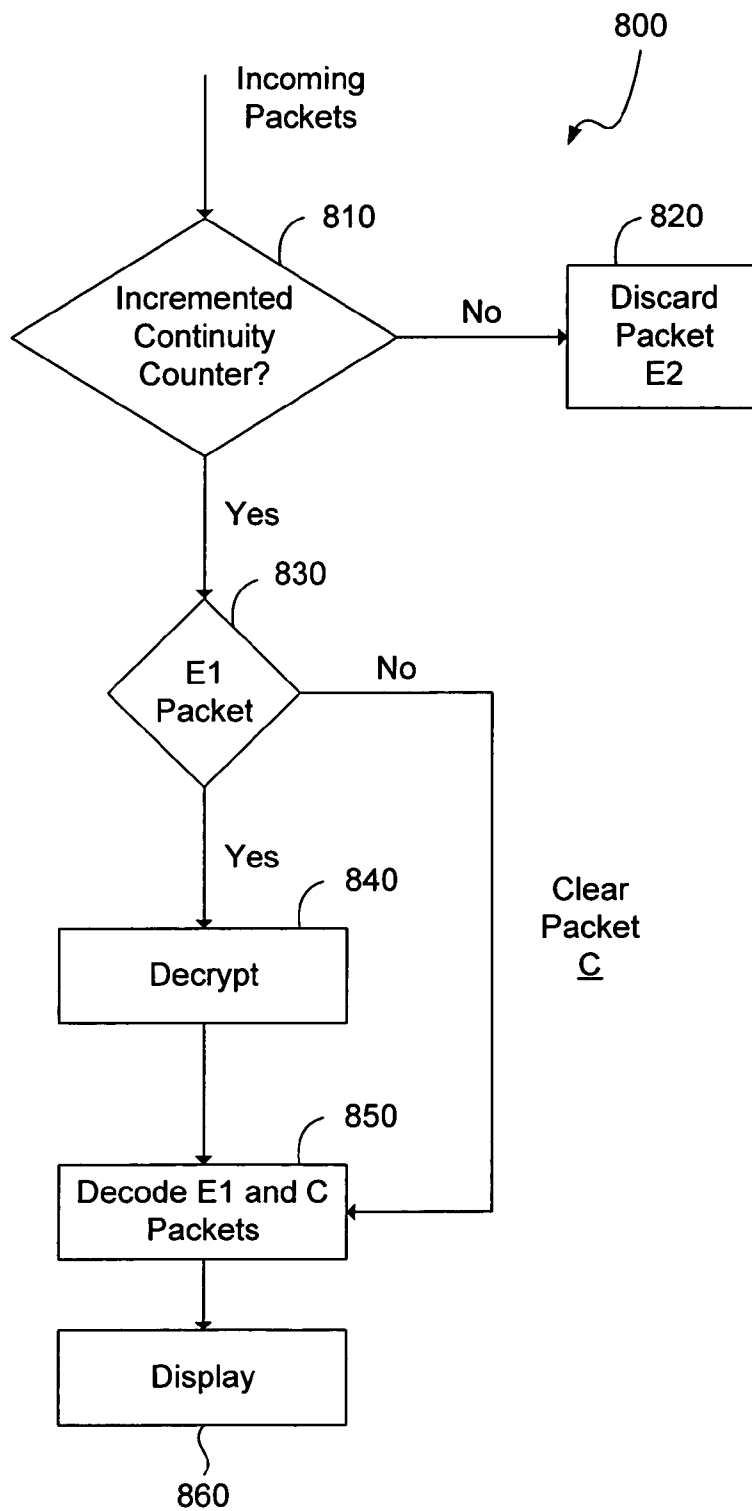 800
Incoming
Packets
810
820
Incremented
Continuity
Counter?
No
Discard
Packet
E2
Yes
830
E1
Packet
No
Yes
840
Clear
Packet
C
Decrypt
850
Decode E1 and C
Packets
Display
860